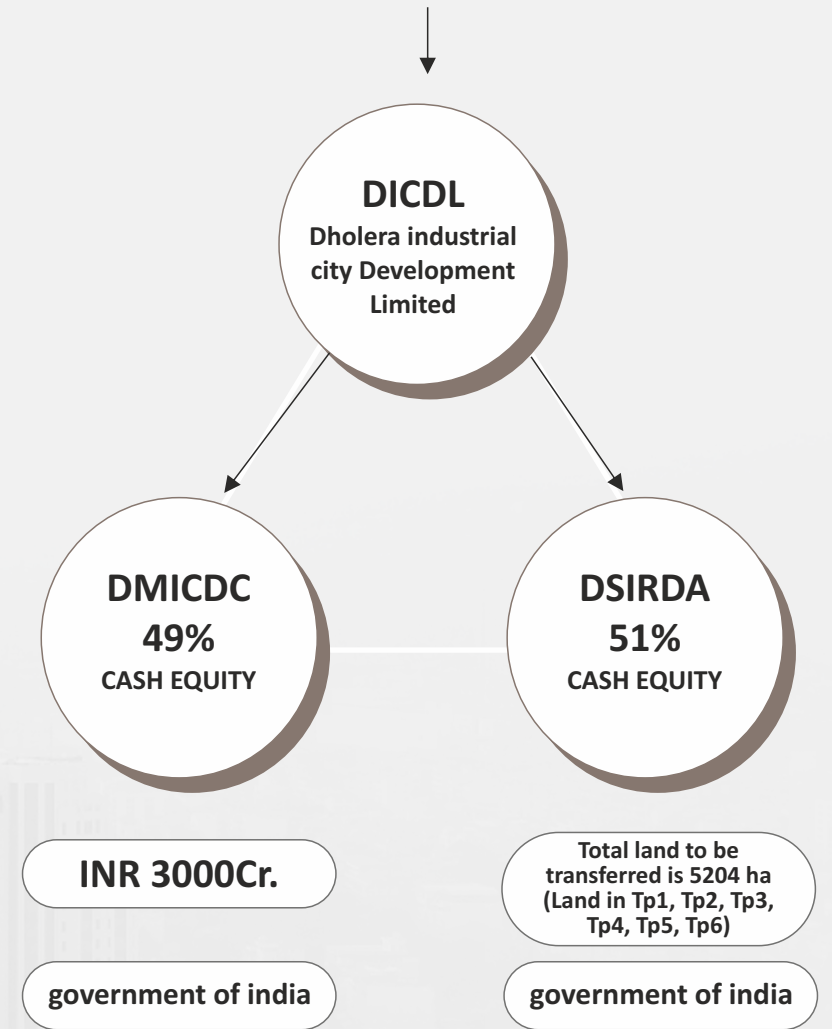 DICDL
Dholera industrial
city Development
Limited
DMICDC
49%
CASH EQUITY
DSIRDA
51%
CASH EQUITY
INR 3000Cr.
Total land to be
transferred is 5204 ha
(Land in Tp1, Tp2, Tp3,
Tp4, Tp5, Tp6)
government of india
government of india